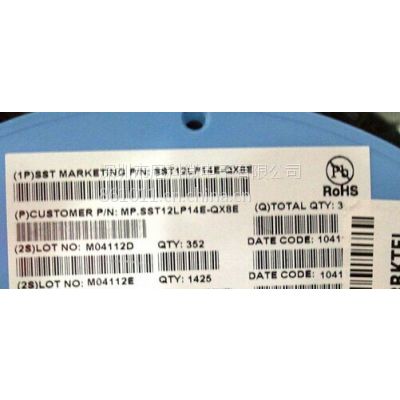 (1P)SST MARKETING P/N: SST12LP14E-QX8E
RoHS
(P)CUSTOMER P/N: MP.SST12LP14E-QX8E
(Q)TOTAL QTY: 3
(2S)LOT NO: M04112D QTY: 352 DATE CODE: 1041
(2S)LOT NO: M04112E QTY: 1425 DATE CODE: 1041
Pb